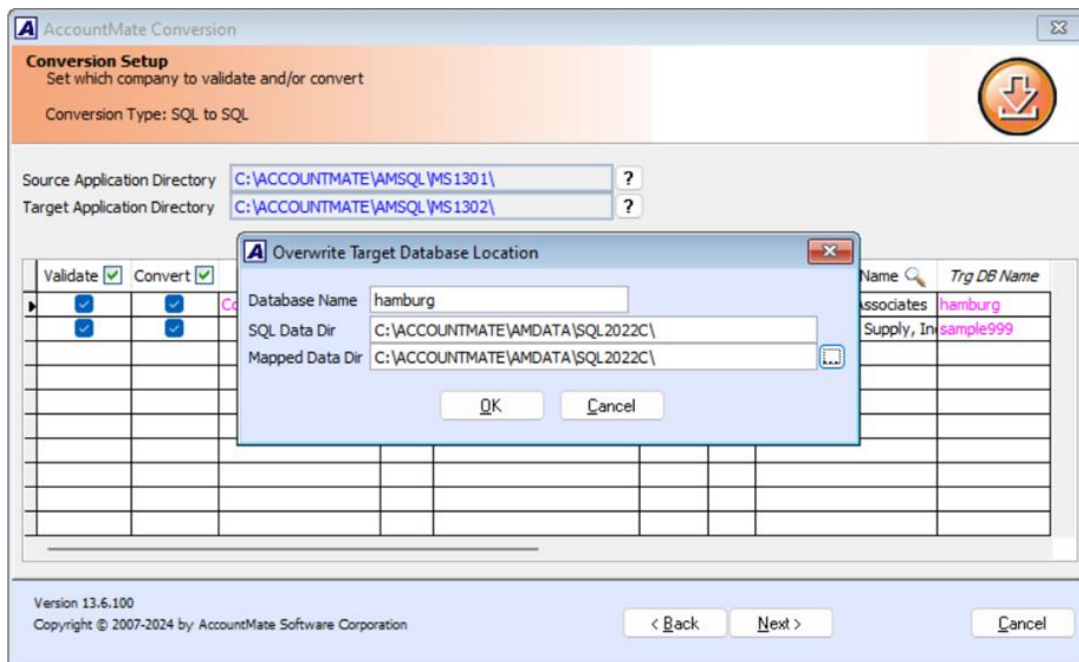 AccountMate Conversion
Conversion Setup
Set which company to validate and/or convert
Conversion Type: SQL to SQL
Source Application Directory C:\ACCOUNTMATE\AMSQL\MS1301\ ?
Target Application Directory C:\ACCOUNTMATE\AMSQL\MS1302\ ?
Overwrite Target Database Location
Validate Convert Name Trg DB Name
Database Name hamburg
Associates hamburg
SQL Data Dir C:\ACCOUNTMATE\AMDATA\SQL2022C\
Supply, sample999
Mapped Data Dir C:\ACCOUNTMATE\AMDATA\SQL2022C\ ...
OK Cancel
Version 13.6.100
Copyright © 2007-2024 by AccountMate Software Corporation
< Back Next > Cancel